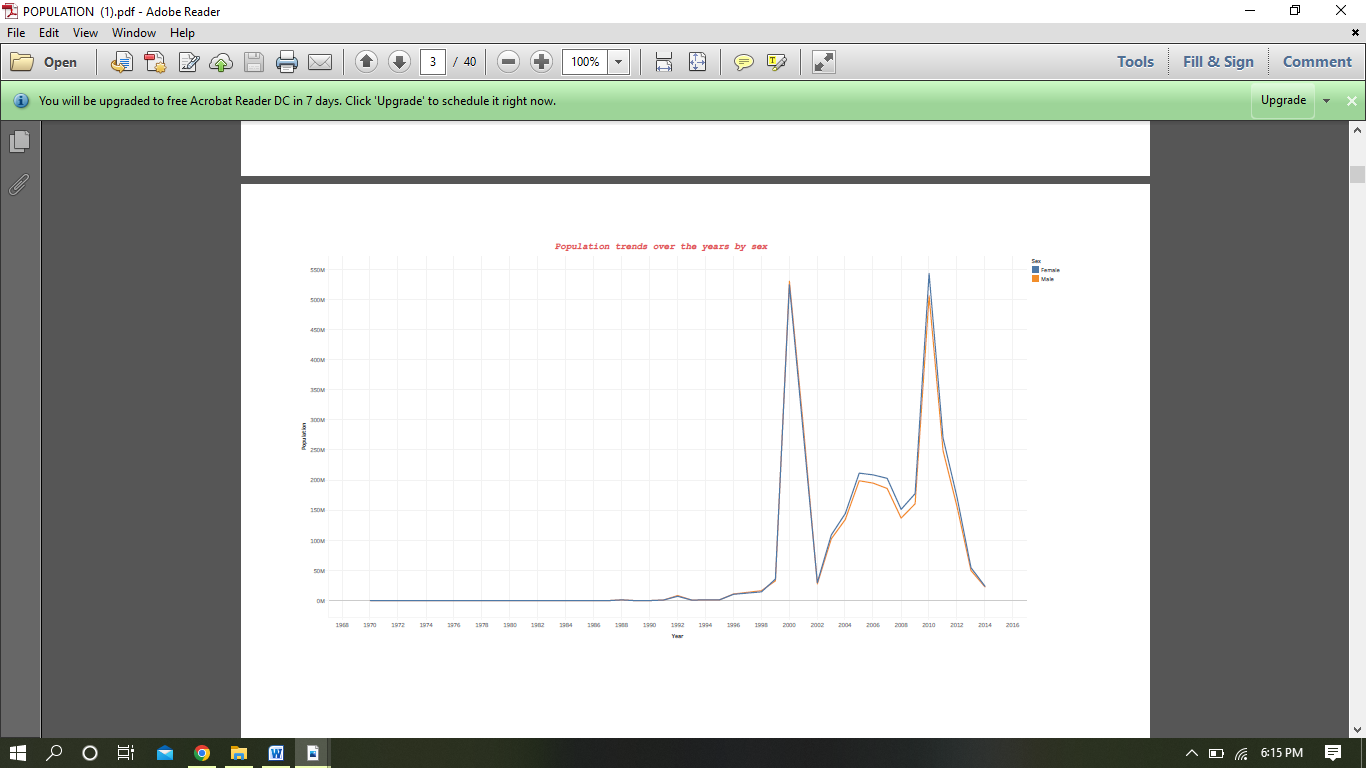 POPULATION (1).pdf - Adobe Reader
File Edit View Window Help
Open 3 / 40 100% Tools Fill & Sign Comment
You will be upgraded to free Acrobat Reader DC in 7 days. Click 'Upgrade' to schedule it right now. Upgrade
Population trends over the years by sex
Sex
Female
Male
550M
500M
450M
400M
350M
300M
250M
200M
150M
100M
50M
0M
Population
1968 1970 1972 1974 1976 1978 1980 1982 1984 1986 1988 1990 1992 1994 1996 1998 2000 2002 2004 2006 2008 2010 2012 2014 2016
Year
6:15 PM